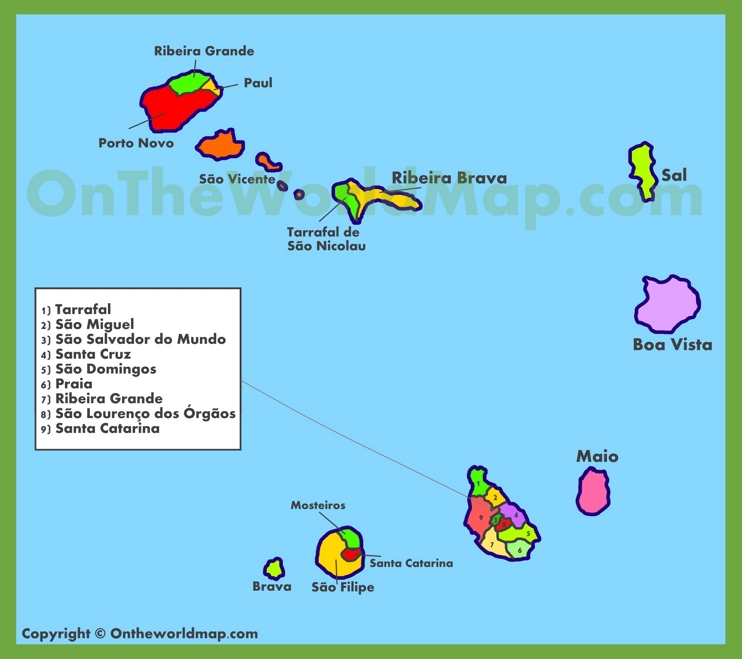 Ribeira Grande
Paul
Porto Novo
São Vicente
Ribeira Brava
Sal
OnTheWorldMap.com
Tarrafal de
São Nicolau
Boa Vista
1) Tarrafal
2) São Miguel
3) São Salvador do Mundo
4) Santa Cruz
5) São Domingos
6) Praia
7) Ribeira Grande
8) São Lourenço dos Órgãos
9) Santa Catarina
Maio
1
2
9
4
3
5
7
6
Mosteiros
Santa Catarina
Brava
São Filipe
Copyright © Ontheworldmap.com